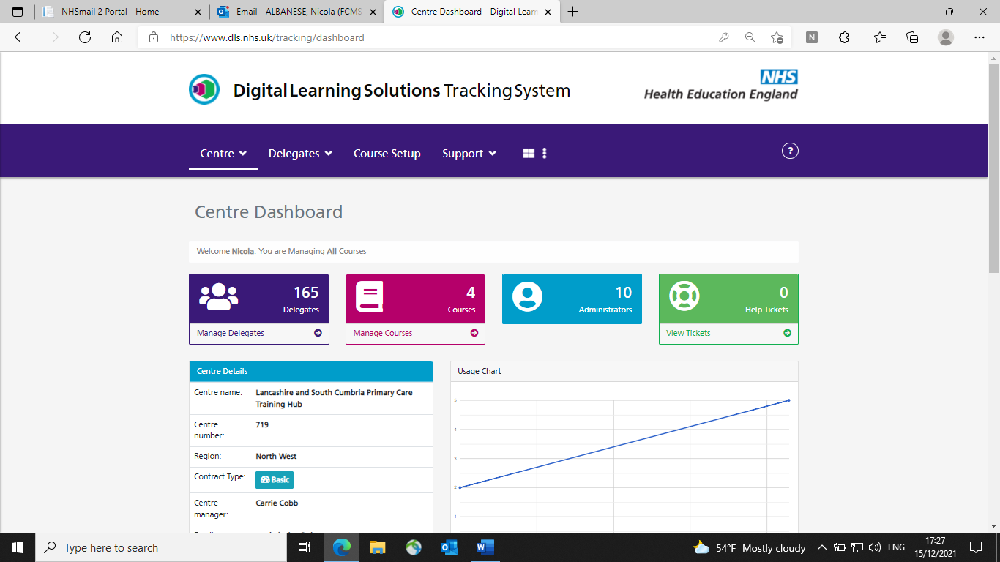 NHSmail 2 Portal - Home
Email - ALBANESE, Nicola (FCMS
Centre Dashboard - Digital Learn
https://www.dls.nhs.uk/tracking/dashboard
N
Digital Learning Solutions Tracking System
NHS
Health Education England
Centre
Delegates
Course Setup
Support
?
Centre Dashboard
Welcome Nicola. You are Managing All Courses
165
Delegates
Manage Delegates
4
Courses
Manage Courses
10
Administrators
0
Help Tickets
View Tickets
Centre Details
Centre name: Lancashire and South Cumbria Primary Care
Training Hub
Centre 719
number:
Region: North West
Contract Type: Basic
Centre Carrie Cobb
manager:
Usage Chart
5
4
3
2
1
Type here to search
54°F Mostly cloudy
ENG
17:27
15/12/2021